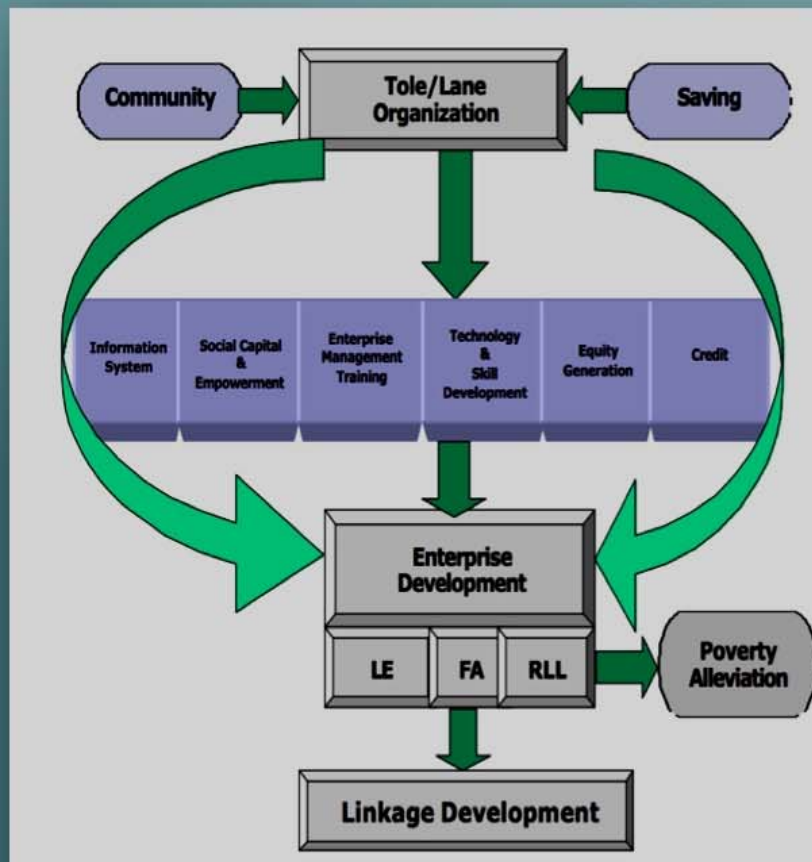 Community
Tole/Lane
Organization
Saving
Information
System
Social Capital
&
Empowerment
Enterprise
Management
Training
Technology
&
Skill
Development
Equity
Generation
Credit
Enterprise
Development
LE
FA
RLL
Poverty
Alleviation
Linkage Development